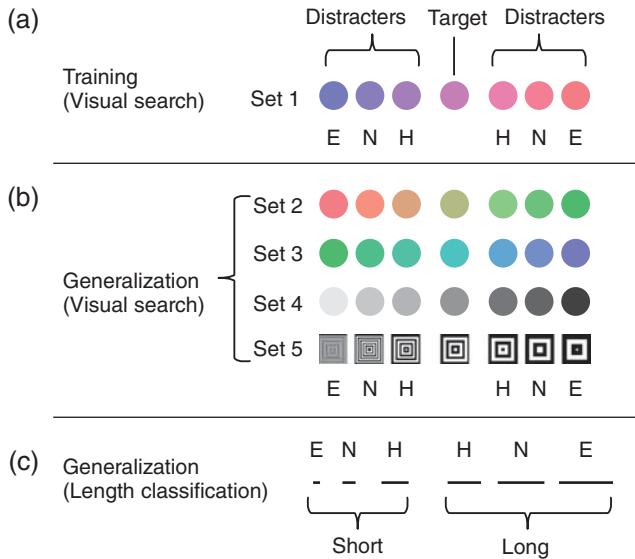 (a)
Distracters Target Distracters
Training
(Visual search)
Set 1
E N H H N E
(b)
Generalization
(Visual search)
Set 2
Set 3
Set 4
Set 5
E N H H N E
(c)
Generalization
(Length classification)
E N H H N E
Short Long